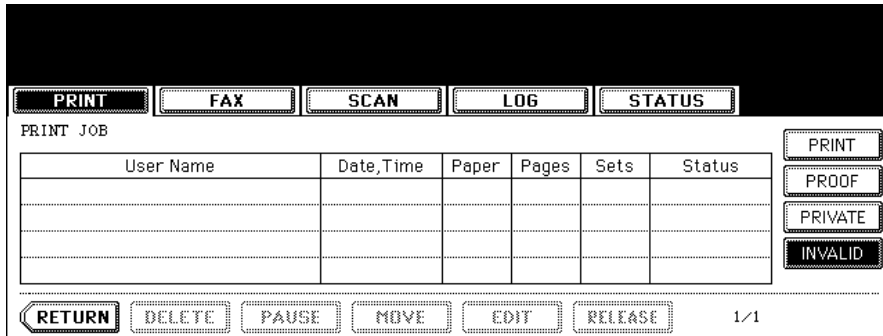 PRINT FAX SCAN LOG STATUS
PRINT JOB
User Name Date,Time Paper Pages Sets Status
PRINT
PROOF
PRIVATE
INVALID
RETURN DELETE PAUSE MOVE EDIT RELEASE 1/1